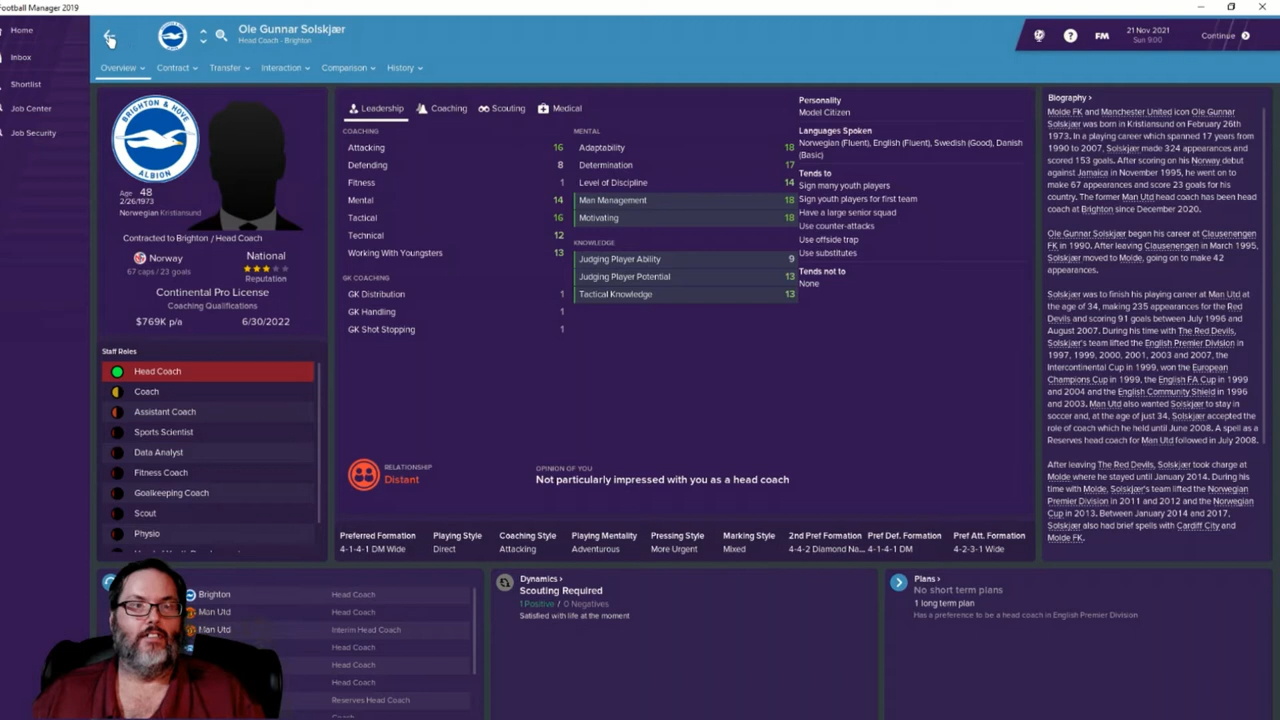 Football Manager 2019
Home
Inbox
Shortlist
Job Center
Job Security
Ole Gunnar Solskjær
Head Coach - Brighton
FM
21 Nov 2021
Sun 9:00
Continue
Overview
Contract
Transfer
Interaction
Comparison
History
BRIGHTON & HOVE
ALBION
Age 48
2/26/1973
Norwegian Kristiansund
Contracted to Brighton / Head Coach
Norway
67 caps / 23 goals
National
Reputation
Continental Pro License
Coaching Qualifications
$769K p/a
6/30/2022
Staff Roles
Head Coach
Coach
Assistant Coach
Sports Scientist
Data Analyst
Fitness Coach
Goalkeeping Coach
Scout
Physio
Leadership
Coaching
Scouting
Medical
COACHING
Attacking 16
Defending 8
Fitness 1
Mental 14
Tactical 16
Technical 12
Working With Youngsters 13
GK COACHING
GK Distribution 1
GK Handling 1
GK Shot Stopping 1
MENTAL
Adaptability 18
Determination 17
Level of Discipline 14
Man Management 18
Motivating 18
KNOWLEDGE
Judging Player Ability 9
Judging Player Potential 13
Tactical Knowledge 13
Personality
Model Citizen
Languages Spoken
Norwegian (Fluent), English (Fluent), Swedish (Good), Danish
(Basic)
Tends to
Sign many youth players
Sign youth players for first team
Have a large senior squad
Use counter-attacks
Use offside trap
Use substitutes
Tends not to
None
RELATIONSHIP
Distant
OPINION OF YOU
Not particularly impressed with you as a head coach
Preferred Formation
4-1-4-1 DM Wide
Playing Style
Direct
Coaching Style
Attacking
Playing Mentality
Adventurous
Pressing Style
More Urgent
Marking Style
Mixed
2nd Pref Formation
4-4-2 Diamond Na...
Pref Def. Formation
4-1-4-1 DM
Pref Att. Formation
4-2-3-1 Wide
Biography >
Molde FK and Manchester United icon Ole Gunnar
Solskjær was born in Kristiansund on February 26th
1973. In a playing career which spanned 17 years from
1990 to 2007, Solskjær made 324 appearances and
scored 153 goals. After scoring on his Norway debut
against Jamaica in November 1995, he went on to
make 67 appearances and score 23 goals for his
country. The former Man Utd head coach has been head
coach at Brighton since December 2020.
Ole Gunnar Solskjær began his career at Clausenengen
FK in 1990. After leaving Clausenengen in March 1995,
Solskjær moved to Molde, going on to make 42
appearances.
Solskjær was to finish his playing career at Man Utd at
the age of 34, making 235 appearances for the Red
Devils and scoring 91 goals between July 1996 and
August 2007. During his time with The Red Devils,
Solskjær's team lifted the English Premier Division in
1997, 1999, 2000, 2001, 2003 and 2007, the
Intercontinental Cup in 1999, won the European
Champions Cup in 1999, the English FA Cup in 1999
and 2004 and the English Community Shield in 1996
and 2003. Man Utd also wanted Solskjær to stay in
soccer and, at the age of just 34, Solskjær accepted the
role of coach which he held until June 2008. A spell as a
Reserves head coach for Man Utd followed in July 2008.
After leaving The Red Devils, Solskjær took charge at
Molde where he stayed until January 2014. During his
time with Molde, Solskjær's team lifted the Norwegian
Premier Division in 2011 and 2012 and the Norwegian
Cup in 2013. Between January 2014 and 2017,
Solskjær also had brief spells with Cardiff City and
Molde FK.
Brighton Head Coach
Man Utd Head Coach
Man Utd Interim Head Coach
Head Coach
Head Coach
Head Coach
Reserves Head Coach
Coach
Dynamics >
Scouting Required
1 Positive / 0 Negatives
Satisfied with life at the moment
Plans >
No short term plans
1 long term plan
Has a preference to be a head coach in English Premier Division